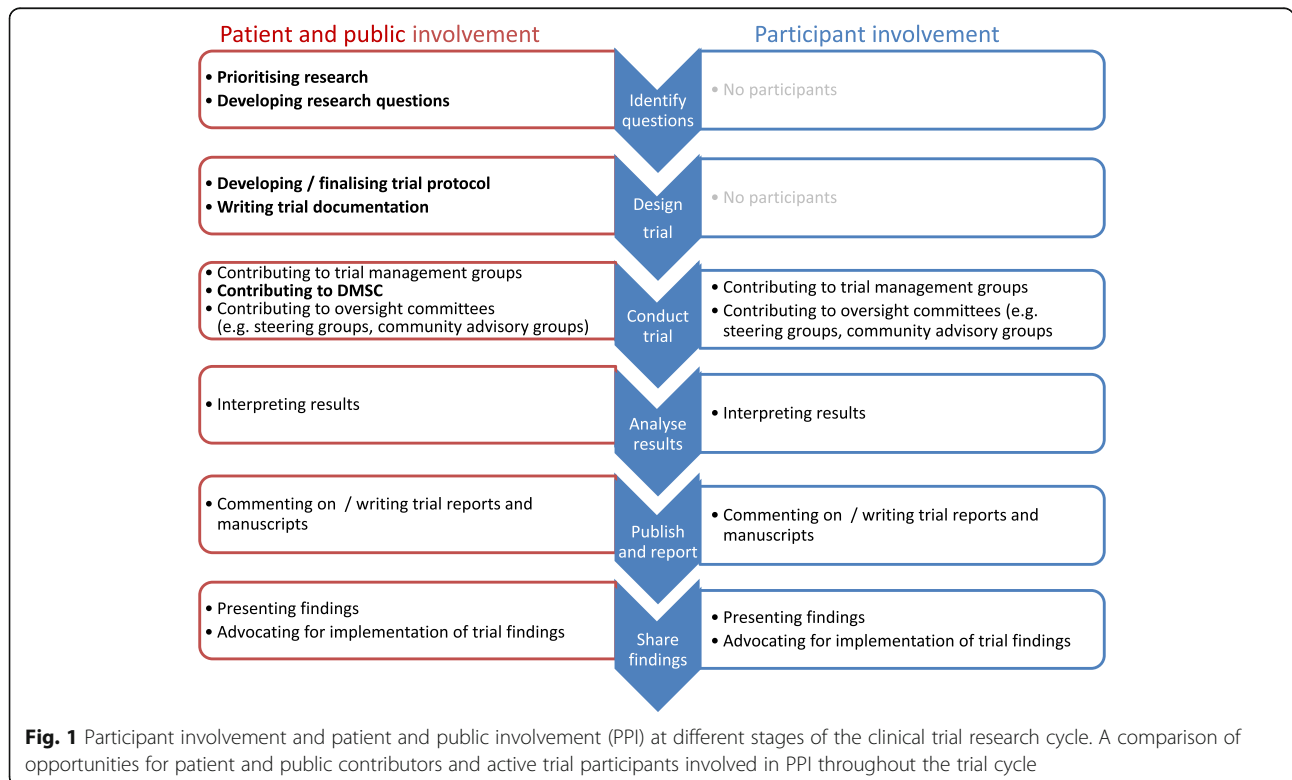 Patient and public involvement
Participant involvement
• Prioritising research
• Developing research questions
Identify
questions
• No participants
• Developing / finalising trial protocol
• Writing trial documentation
Design
trial
• No participants
• Contributing to trial management groups
• Contributing to DMSC
• Contributing to oversight committees
(e.g. steering groups, community advisory groups)
Conduct
trial
• Contributing to trial management groups
• Contributing to oversight committees (e.g.
steering groups, community advisory groups
• Interpreting results
Analyse
results
• Interpreting results
• Commenting on / writing trial reports and
manuscripts
Publish
and report
• Commenting on / writing trial reports and
manuscripts
• Presenting findings
• Advocating for implementation of trial findings
Share
findings
• Presenting findings
• Advocating for implementation of trial findings
Fig. 1 Participant involvement and patient and public involvement (PPI) at different stages of the clinical trial research cycle. A comparison of
opportunities for patient and public contributors and active trial participants involved in PPI throughout the trial cycle